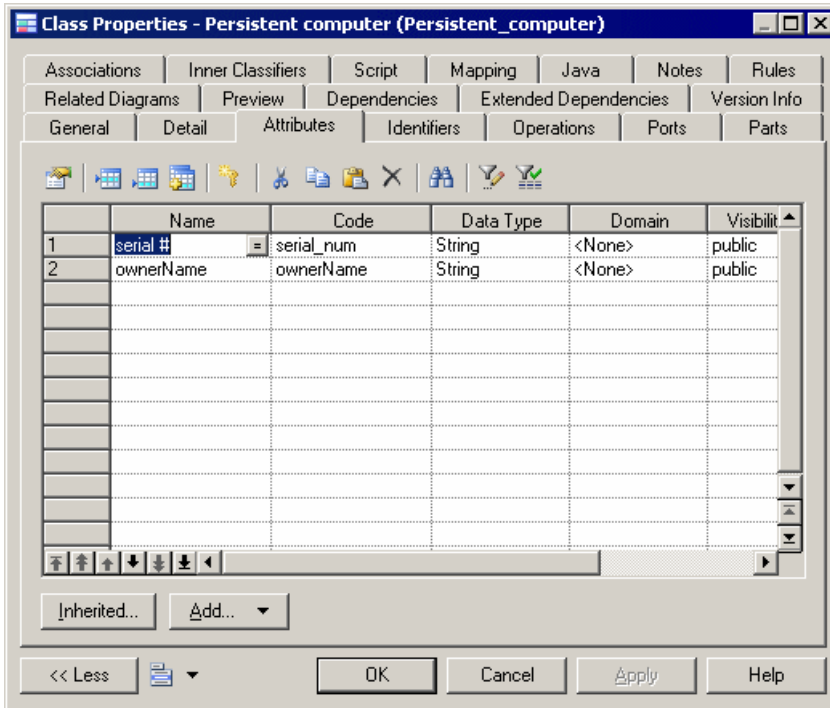 Class Properties - Persistent computer (Persistent_computer)
Associations Inner Classifiers Script Mapping Java Notes Rules
Related Diagrams Preview Dependencies Extended Dependencies Version Info
General Detail Attributes Identifiers Operations Ports Parts
Name Code Data Type Domain Visibilit
1 serial # = serial_num String <None> public
2 ownerName ownerName String <None> public
Inherited... Add...
<< Less OK Cancel Apply Help